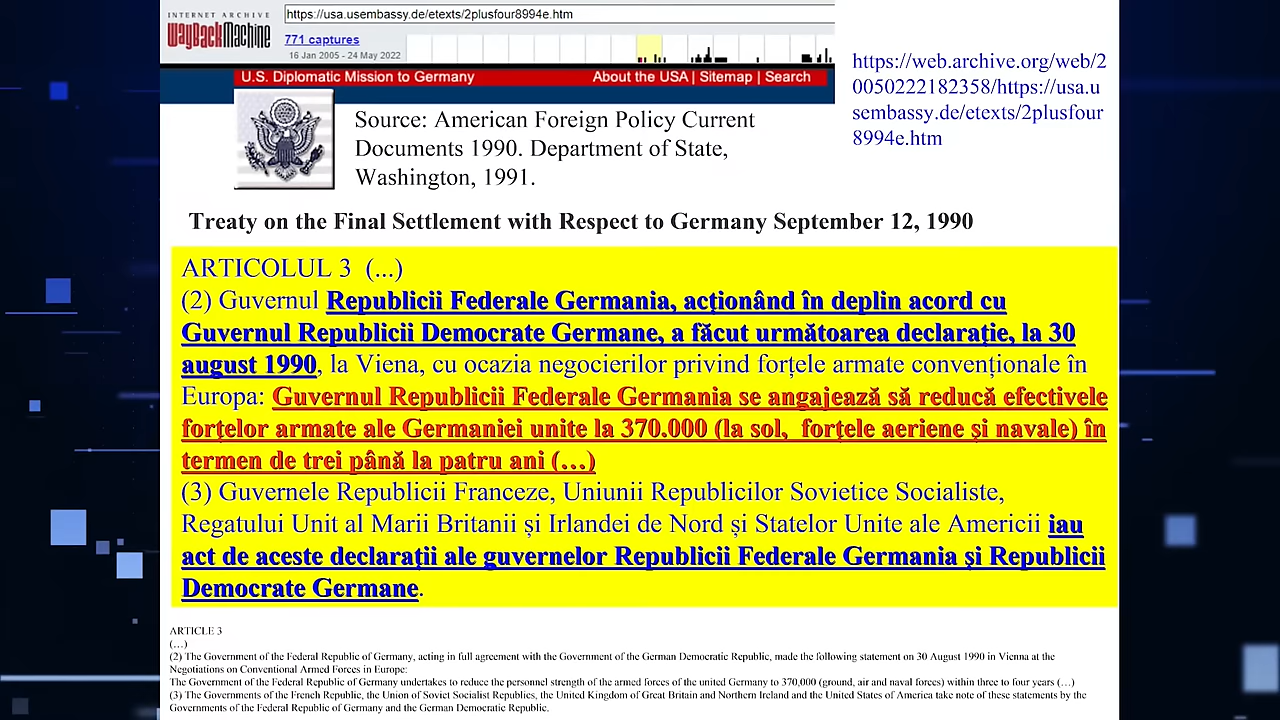 INTERNET ARCHIVE
WayBackMachine
https://usa.usembassy.de/etexts/2plusfour8994e.htm
771 captures
16 Jan 2005 - 24 May 2022
U.S. Diplomatic Mission to Germany
About the USA | Sitemap | Search
https://web.archive.org/web/2
0050222182358/https://usa.u
sembassy.de/etexts/2plusfour
8994e.htm
Source: American Foreign Policy Current
Documents 1990. Department of State,
Washington, 1991.
Treaty on the Final Settlement with Respect to Germany September 12, 1990
ARTICOLUL 3 (...)
(2) Guvernul Republicii Federale Germania, acționând în deplin acord cu
Guvernul Republicii Democrate Germane, a făcut următoarea declarație, la 30
august 1990, la Viena, cu ocazia negocierilor privind forțele armate convenționale în
Europa: Guvernul Republicii Federale Germania se angajează să reducă efectivele
forțelor armate ale Germaniei unite la 370.000 (la sol, forțele aeriene și navale) în
termen de trei până la patru ani (…)
(3) Guvernele Republicii Franceze, Uniunii Republicilor Sovietice Socialiste,
Regatului Unit al Marii Britanii și Irlandei de Nord și Statelor Unite ale Americii iau
act de aceste declarații ale guvernelor Republicii Federale Germania și Republicii
Democrate Germane.
ARTICLE 3
(…)
(2) The Government of the Federal Republic of Germany, acting in full agreement with the Government of the German Democratic Republic, made the following statement on 30 August 1990 in Vienna at the
Negotiations on Conventional Armed Forces in Europe:
The Government of the Federal Republic of Germany undertakes to reduce the personnel strength of the armed forces of the united Germany to 370,000 (ground, air and naval forces) within three to four years (…)
(3) The Governments of the French Republic, the Union of Soviet Socialist Republics, the United Kingdom of Great Britain and Northern Ireland and the United States of America take note of these statements by the
Governments of the Federal Republic of Germany and the German Democratic Republic.